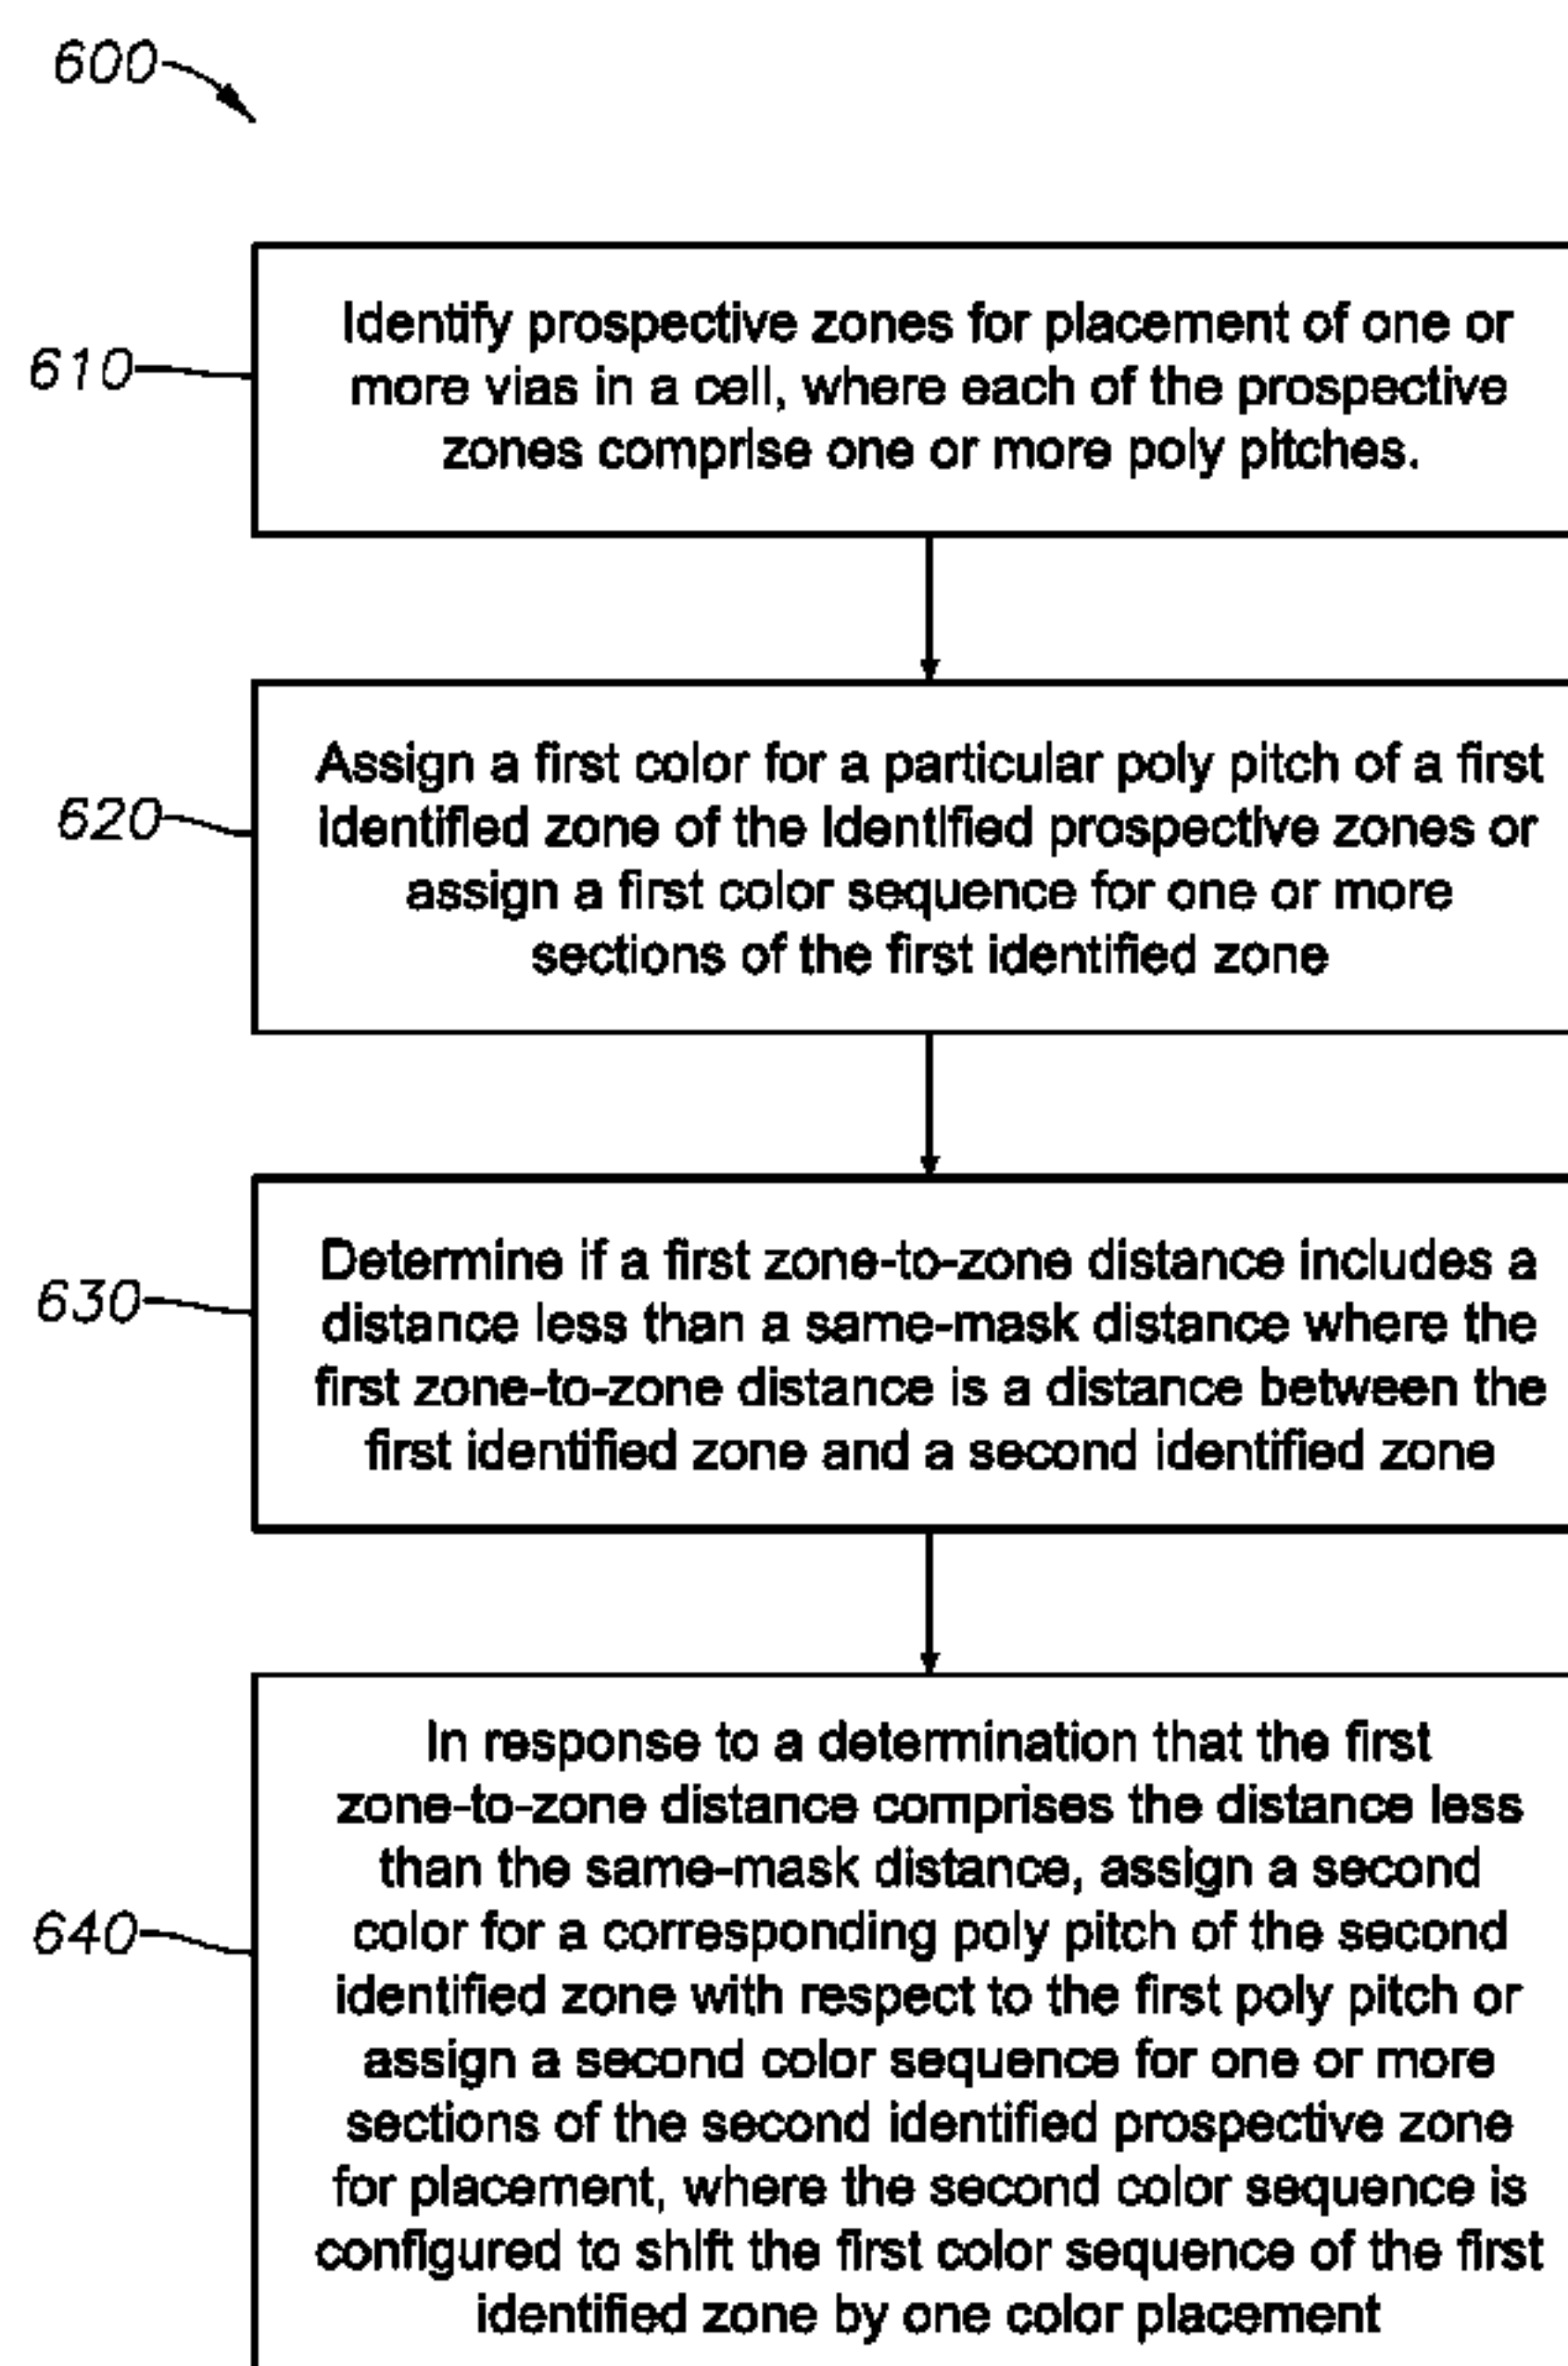 600
610
Identify prospective zones for placement of one or
more vias in a cell, where each of the prospective
zones comprise one or more poly pitches.
620
Assign a first color for a particular poly pitch of a first
identified zone of the identified prospective zones or
assign a first color sequence for one or more
sections of the first identified zone
630
Determine if a first zone-to-zone distance includes a
distance less than a same-mask distance where the
first zone-to-zone distance is a distance between the
first identified zone and a second identified zone
640
In response to a determination that the first
zone-to-zone distance comprises the distance less
than the same-mask distance, assign a second
color for a corresponding poly pitch of the second
identified zone with respect to the first poly pitch or
assign a second color sequence for one or more
sections of the second identified prospective zone
for placement, where the second color sequence is
configured to shift the first color sequence of the first
identified zone by one color placement